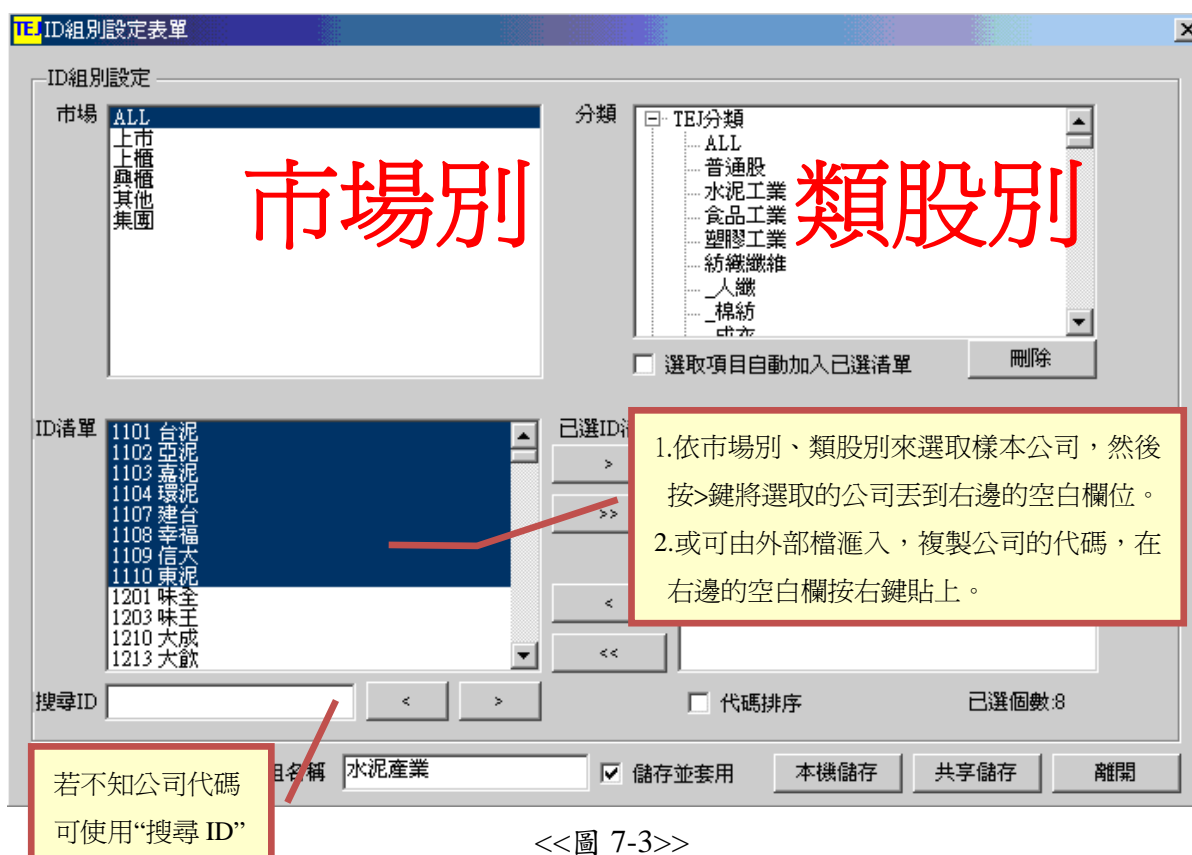 TEJ ID組別設定表單
ID組別設定
市場
ALL
上市
上櫃
興櫃
其他
集團
市場別
分類
TEJ分類
ALL
普通股
水泥工業
食品工業
塑膠工業
紡織纖維
_人纖
_棉紡
_成衣
類股別
選取項目自動加入已選清單
刪除
ID清單
1101 台泥
1102 亞泥
1103 嘉泥
1104 環泥
1107 建台
1108 幸福
1109 信大
1110 東泥
1201 味全
1203 味王
1210 大成
1213 大飲
已選ID
>
>>
<
<<
1.依市場別、類股別來選取樣本公司，然後
按>鍵將選取的公司丟到右邊的空白欄位。
2.或可由外部檔滙入，複製公司的代碼，在
右邊的空白欄按右鍵貼上。
搜尋ID
<
>
代碼排序
已選個數:8
若不知公司代碼
可使用“搜尋 ID”
組名稱
水泥產業
儲存並套用
本機儲存
共享儲存
離開
<<圖 7-3>>